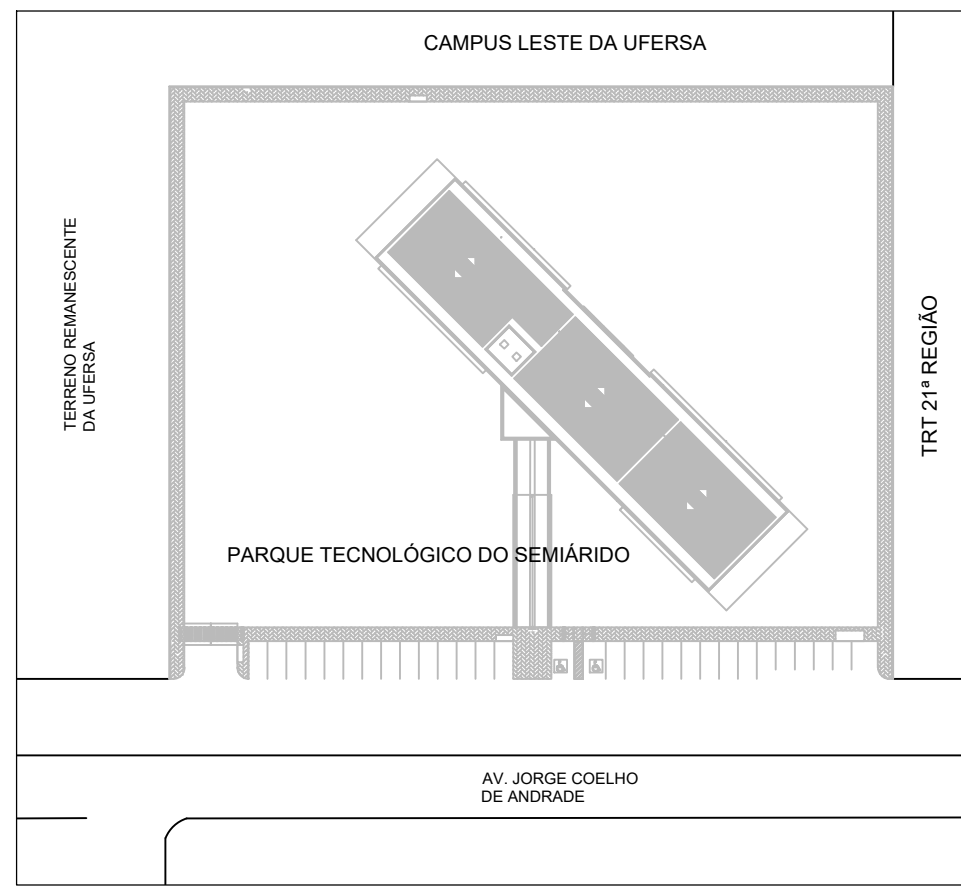 CAMPUS LESTE DA UFERSA
TERRENO REMANESCENTE
DA UFERSA
TRT 21ª REGIÃO
PARQUE TECNOLÓGICO DO SEMIÁRIDO
AV. JORGE COELHO
DE ANDRADE